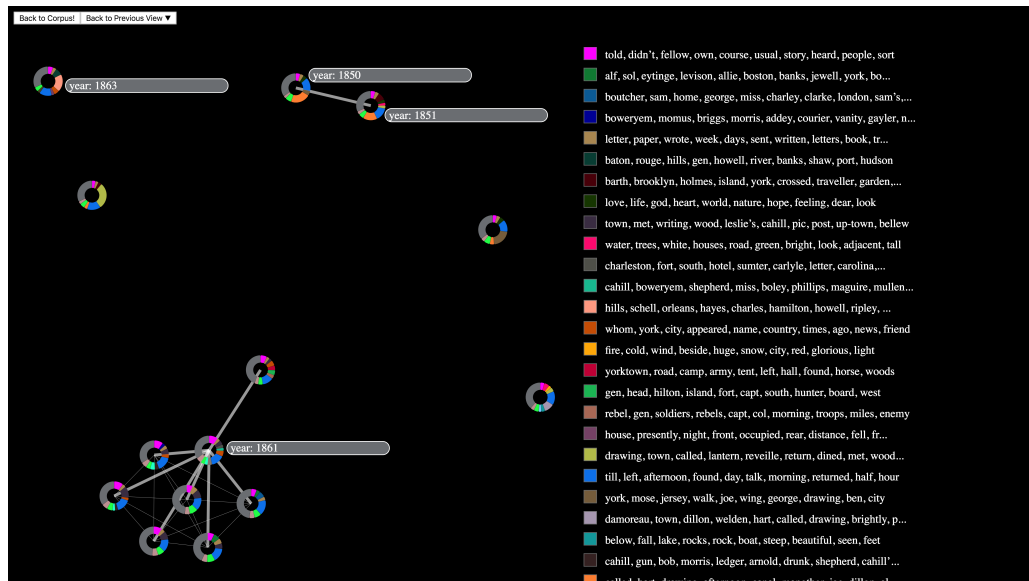 Back to Corpus! Back to Previous View ▼
year: 1863
year: 1850
year: 1851
year: 1861
told, didn't, fellow, own, course, usual, story, heard, people, sort
alf, sol, eytinge, levison, allie, boston, banks, jewell, york, bo...
boutcher, sam, home, george, miss, charley, clarke, london, sam's,...
boweryem, momus, briggs, morris, addey, courier, vanity, gayler, n...
letter, paper, wrote, week, days, sent, written, letters, book, tr...
baton, rouge, hills, gen, howell, river, banks, shaw, port, hudson
barth, brooklyn, holmes, island, york, crossed, traveller, garden,...
love, life, god, heart, world, nature, hope, feeling, dear, look
town, met, writing, wood, leslie's, cahill, pic, post, up-town, bellew
water, trees, white, houses, road, green, bright, look, adjacent, tall
charleston, fort, south, hotel, sumter, carlyle, letter, carolina,...
cahill, boweryem, shepherd, miss, boley, phillips, maguire, mullen...
hills, schell, orleans, hayes, charles, hamilton, howell, ripley, ...
whom, york, city, appeared, name, country, times, ago, news, friend
fire, cold, wind, beside, huge, snow, city, red, glorious, light
yorktown, road, camp, army, tent, left, hall, found, horse, woods
gen, head, hilton, island, fort, capt, south, hunter, board, west
rebel, gen, soldiers, rebels, capt, col, morning, troops, miles, enemy
house, presently, night, front, occupied, rear, distance, fell, fr...
drawing, town, called, lantern, reveille, return, dined, met, wood...
till, left, afternoon, found, day, talk, morning, returned, half, hour
york, mose, jersey, walk, joe, wing, george, drawing, ben, city
damoreau, town, dillon, welden, hart, called, drawing, brightly, p...
below, fall, lake, rocks, rock, boat, steep, beautiful, seen, feet
cahill, gun, bob, morris, ledger, arnold, drunk, shepherd, cahill'...